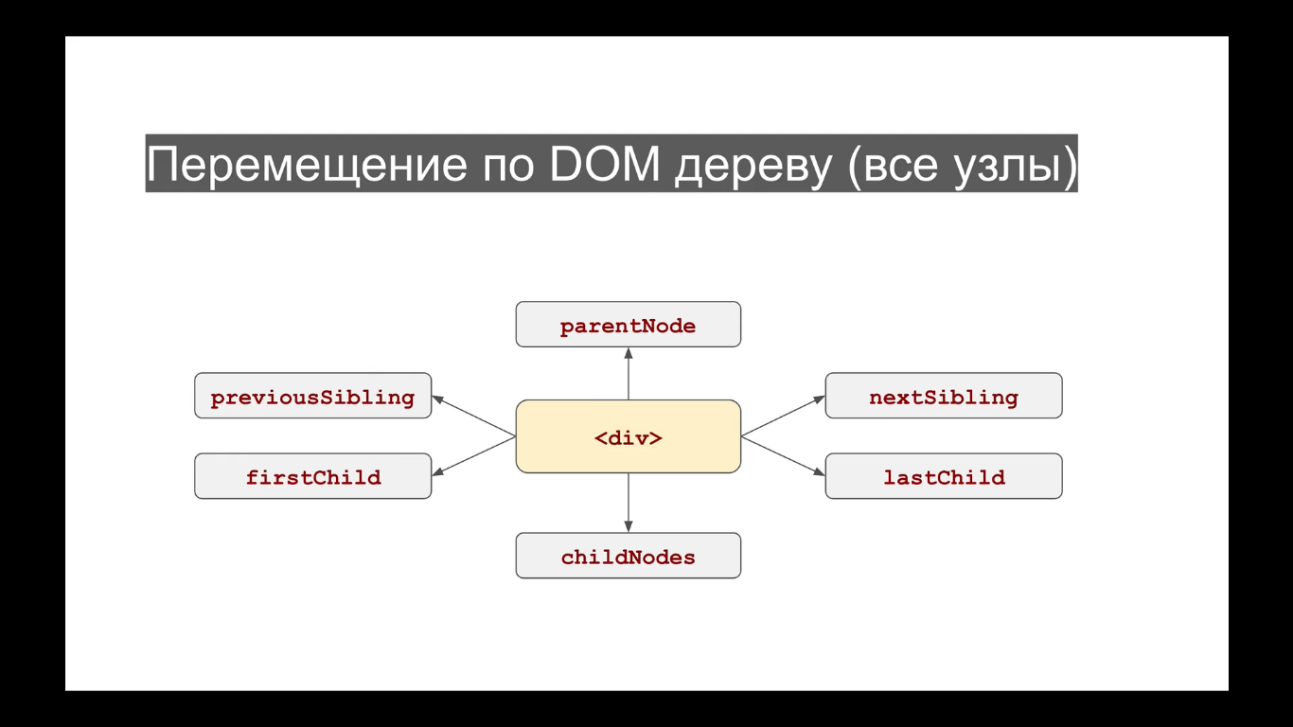 Перемещение по DOM дереву (все узлы)
parentNode
previousSibling
nextSibling
<div>
firstChild
lastChild
childNodes